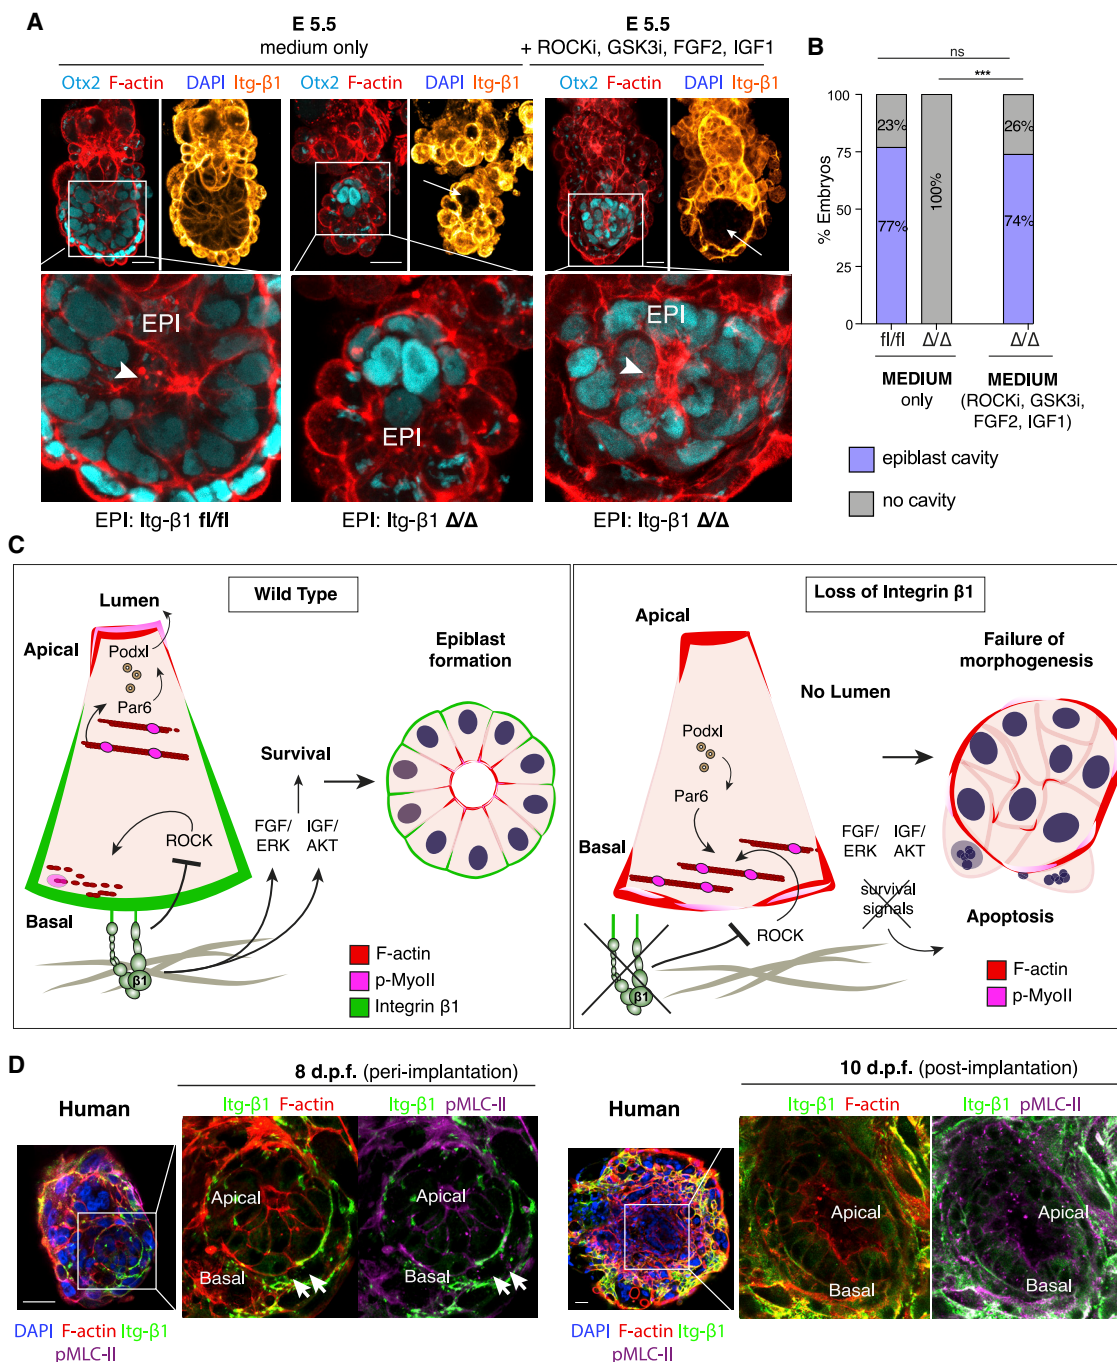 A
E 5.5
medium only
E 5.5
+ ROCKi, GSK3i, FGF2, IGF1
Otx2 F-actin
DAPI Itg-β1
Otx2 F-actin
DAPI Itg-β1
Otx2 F-actin
DAPI Itg-β1
EPI
EPI
EPI
EPI: Itg-β1 fl/fl
EPI: Itg-β1 Δ/Δ
EPI: Itg-β1 Δ/Δ
B
ns
***
% Embryos
100
75
50
25
0
23%
77%
100%
26%
74%
fl/fl
Δ/Δ
Δ/Δ
MEDIUM
only
MEDIUM
(ROCKi, GSK3i,
FGF2, IGF1)
epiblast cavity
no cavity
C
Wild Type
Lumen
Apical
Podxl
Par6
ROCK
Basal
β1
Survival
FGF/
ERK
IGF/
AKT
Epiblast
formation
F-actin
p-MyoII
Integrin β1
Loss of Integrin β1
Apical
No Lumen
Podxl
Par6
Basal
ROCK
β1
FGF/
ERK
IGF/
AKT
survival
signals
Failure of
morphogenesis
Apoptosis
F-actin
p-MyoII
D
8 d.p.f. (peri-implantation)
Human
Itg-β1 F-actin
Itg-β1 pMLC-II
Apical
Basal
Apical
Basal
DAPI F-actin Itg-β1
pMLC-II
10 d.p.f. (post-implantation)
Human
Itg-β1 F-actin
Itg-β1 pMLC-II
Apical
Basal
Apical
Basal
DAPI F-actin Itg-β1
pMLC-II